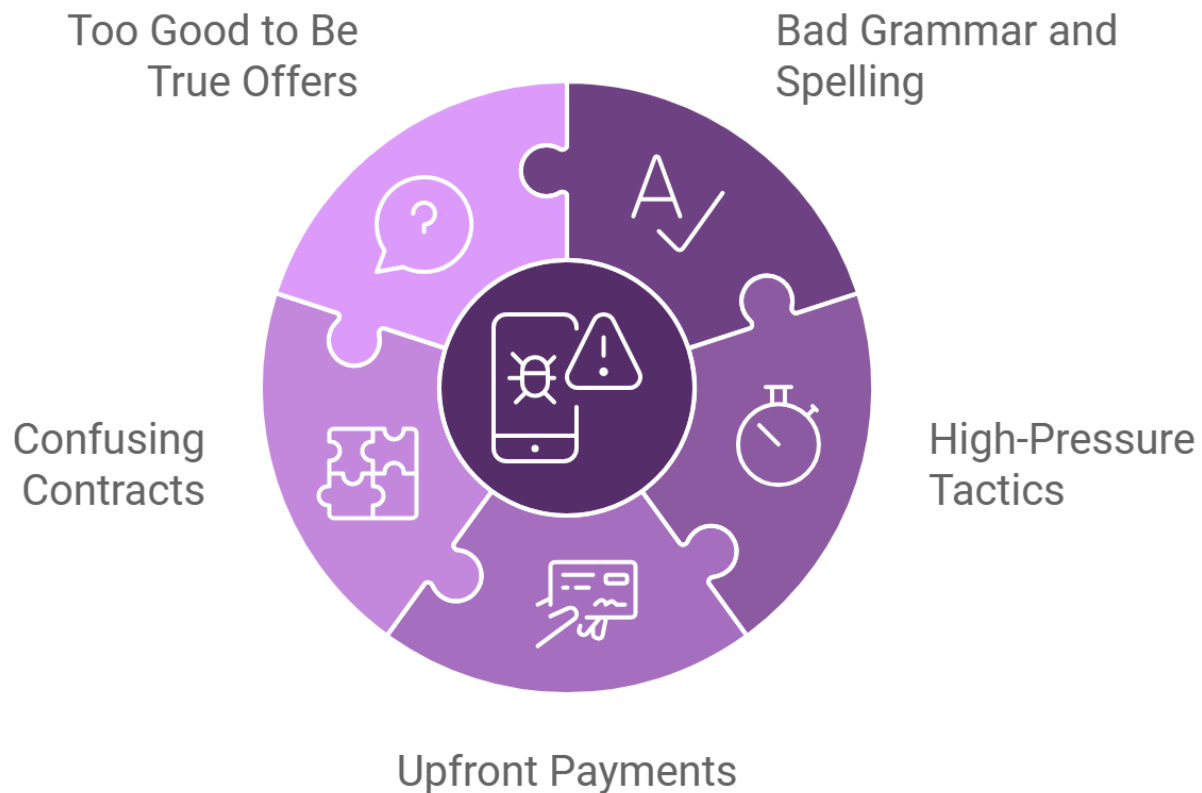 Too Good to Be
True Offers
Bad Grammar and
Spelling
Confusing
Contracts
High-Pressure
Tactics
Upfront Payments